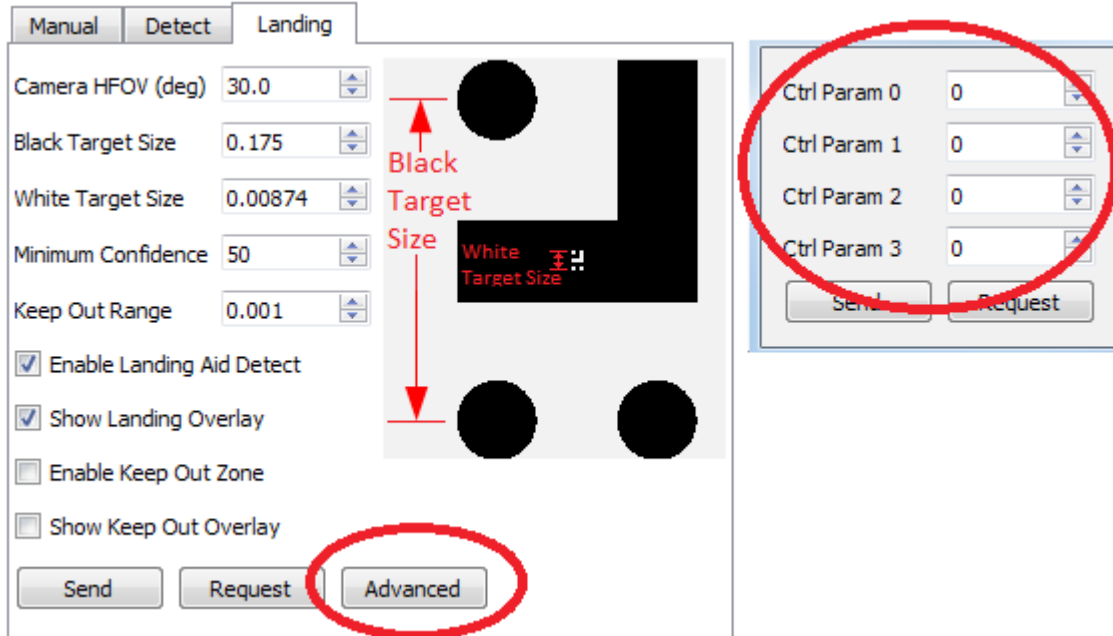 Manual
Detect
Landing
Camera HFOV (deg)
30.0
Black Target Size
0.175
White Target Size
0.00874
Minimum Confidence
50
Keep Out Range
0.001
Enable Landing Aid Detect
Show Landing Overlay
Enable Keep Out Zone
Show Keep Out Overlay
Send
Request
Advanced
Black
Target
Size
White
Target Size
Ctrl Param 0
0
Ctrl Param 1
0
Ctrl Param 2
0
Ctrl Param 3
0
Send
Request